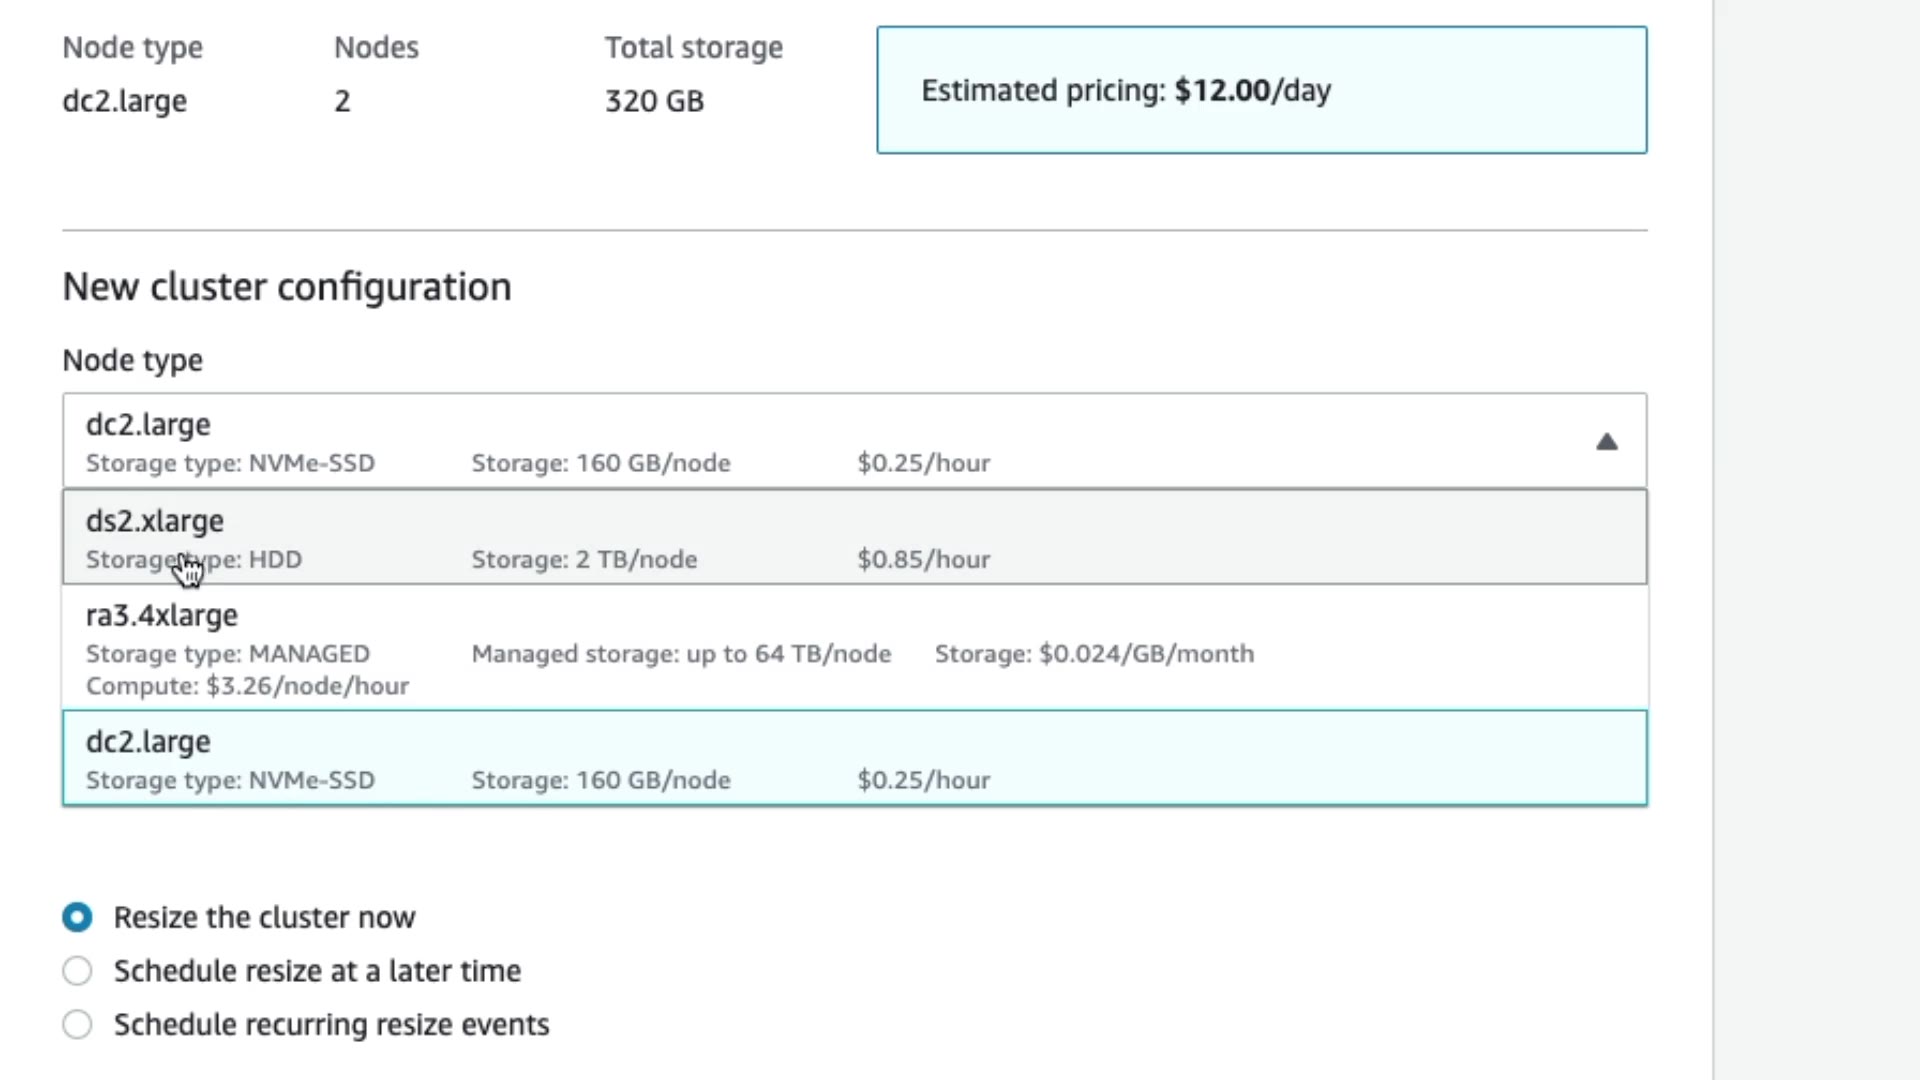 Node type Nodes Total storage
dc2.large 2 320 GB
Estimated pricing: $12.00/day
New cluster configuration
Node type
dc2.large
Storage type: NVMe-SSD Storage: 160 GB/node $0.25/hour
ds2.xlarge
Storage type: HDD Storage: 2 TB/node $0.85/hour
ra3.4xlarge
Storage type: MANAGED Managed storage: up to 64 TB/node Storage: $0.024/GB/month
Compute: $3.26/node/hour
dc2.large
Storage type: NVMe-SSD Storage: 160 GB/node $0.25/hour
Resize the cluster now
Schedule resize at a later time
Schedule recurring resize events